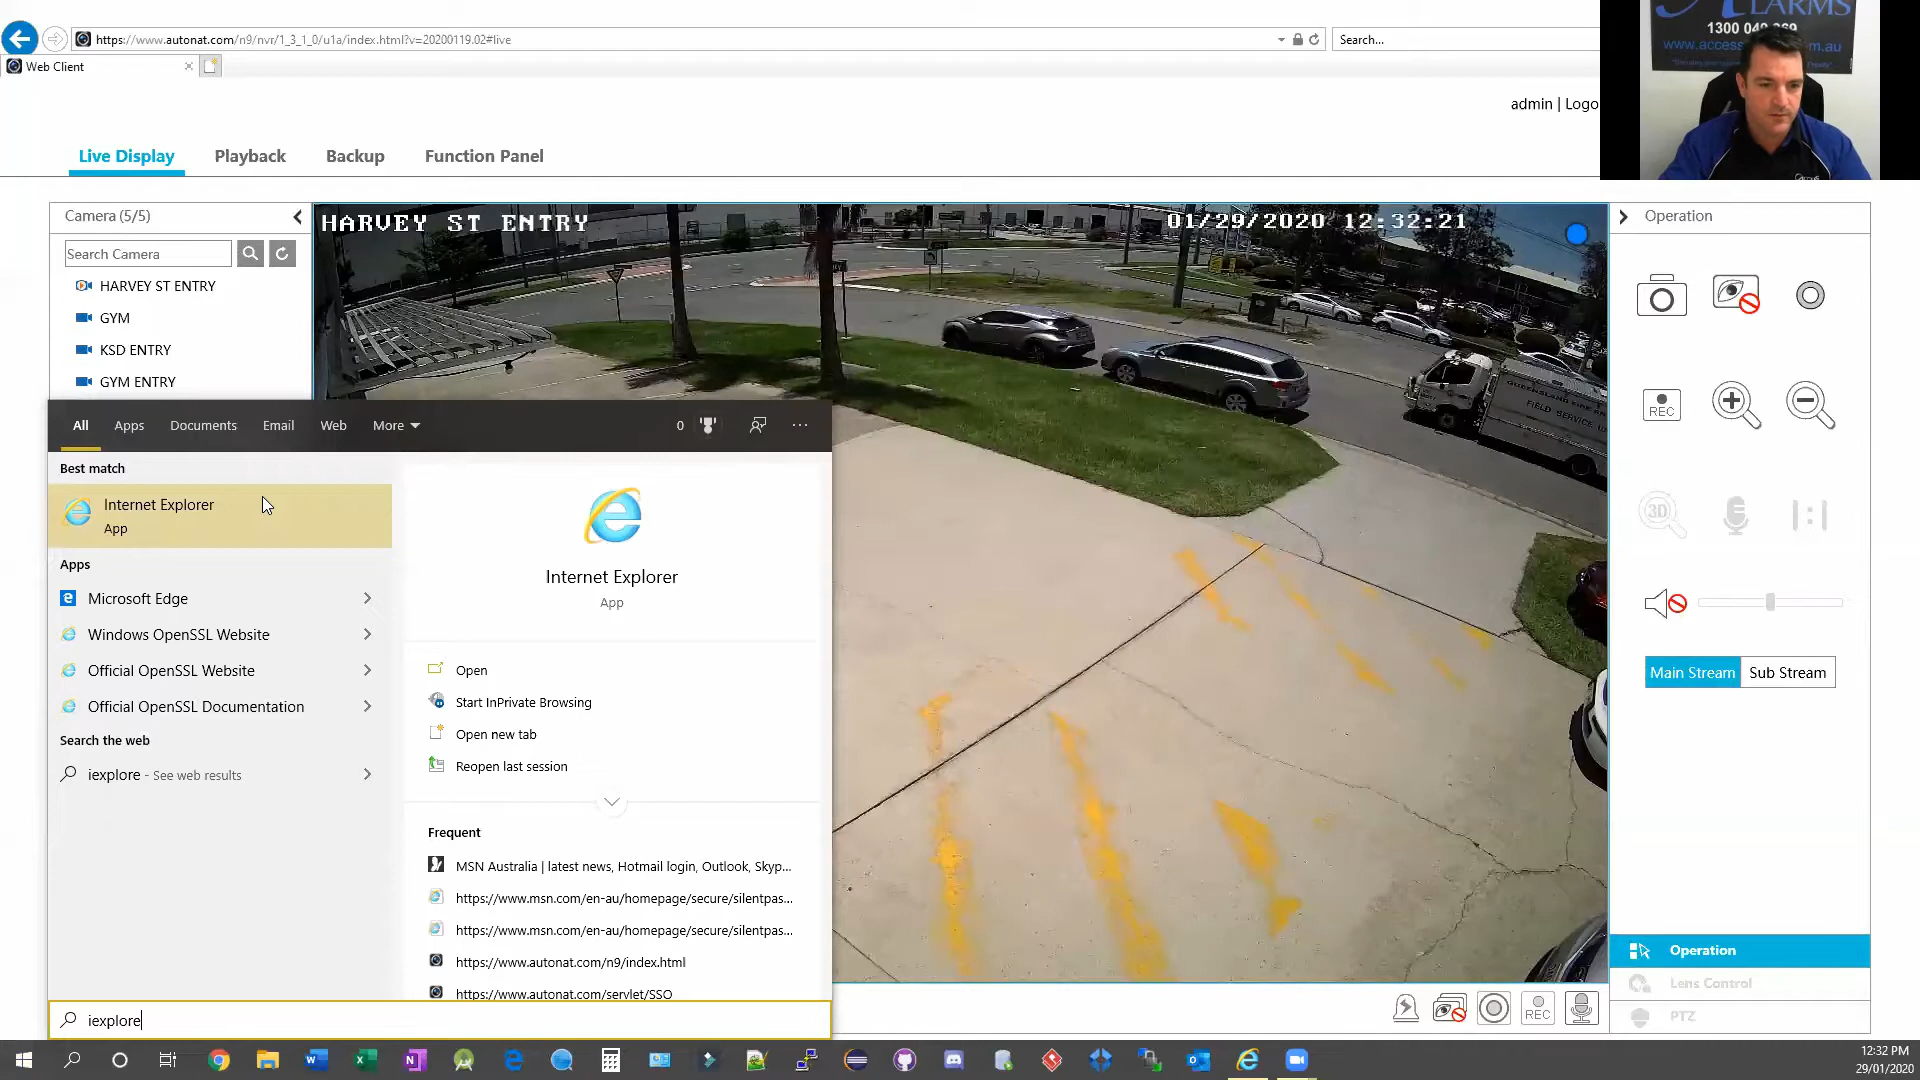 https://www.autonat.com/n9/nvr/1_3_1_0/u1a/index.html?v=20200119.02#live
Search...
Web Client
LARMS
1300 040 369
admin | Logo
Live Display
Playback
Backup
Function Panel
Camera (5/5)
Search Camera
HARVEY ST ENTRY
GYM
KSD ENTRY
GYM ENTRY
HARVEY ST ENTRY
01/29/2020 12:32:21
Operation
REC
3D
1:1
Main Stream
Sub Stream
Operation
Lens Control
PTZ
REC
All
Apps
Documents
Email
Web
More
0
Best match
Internet Explorer
App
Apps
Microsoft Edge
Windows OpenSSL Website
Official OpenSSL Website
Official OpenSSL Documentation
Search the web
iexplore - See web results
Internet Explorer
App
Open
Start InPrivate Browsing
Open new tab
Reopen last session
Frequent
MSN Australia | latest news, Hotmail login, Outlook, Skyp...
https://www.msn.com/en-au/homepage/secure/silentpas...
https://www.msn.com/en-au/homepage/secure/silentpas...
https://www.autonat.com/n9/index.html
https://www.autonat.com/servlet/SSO
iexplore
12:32 PM
29/01/2020